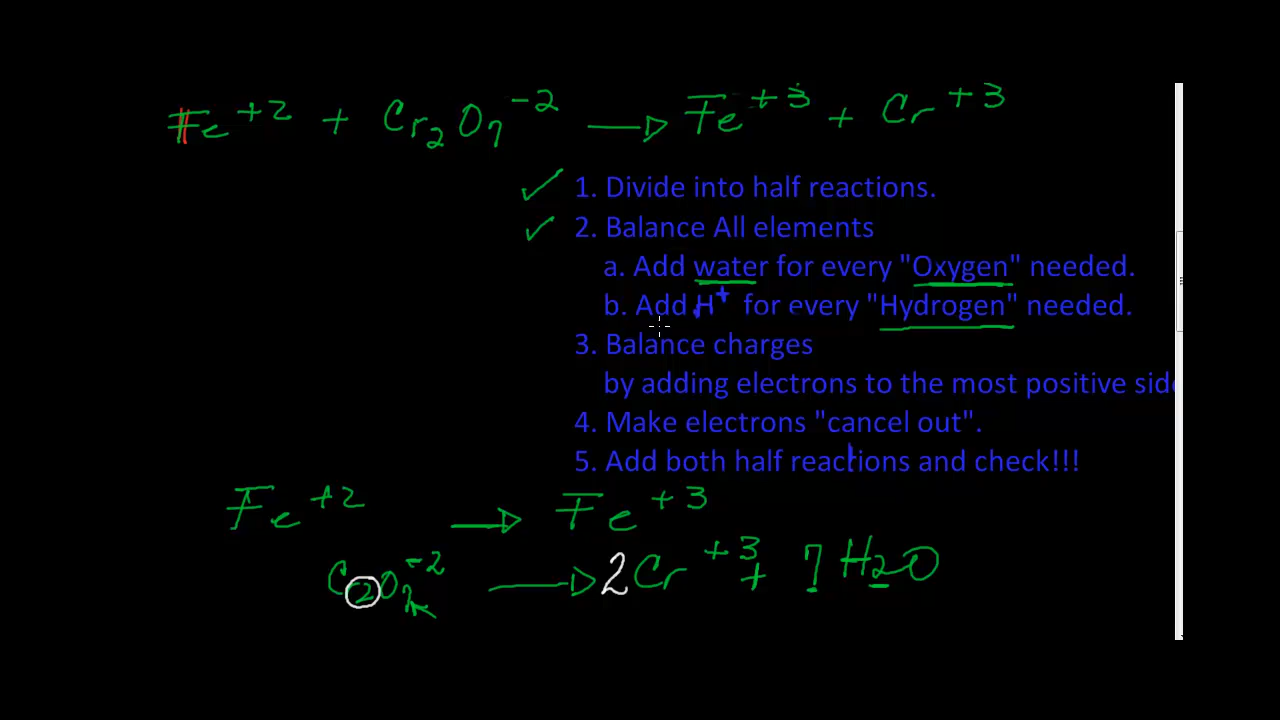 Fe+2 + Cr2O7-2 → Fe+3 + Cr+3
✓ 1. Divide into half reactions.
✓ 2. Balance All elements
a. Add water for every "Oxygen" needed.
b. Add H+ for every "Hydrogen" needed.
3. Balance charges
by adding electrons to the most positive side
4. Make electrons "cancel out".
5. Add both half reactions and check!!!
Fe+2 → Fe+3
Cr2O7-2 → 2Cr+3 + 7H2O